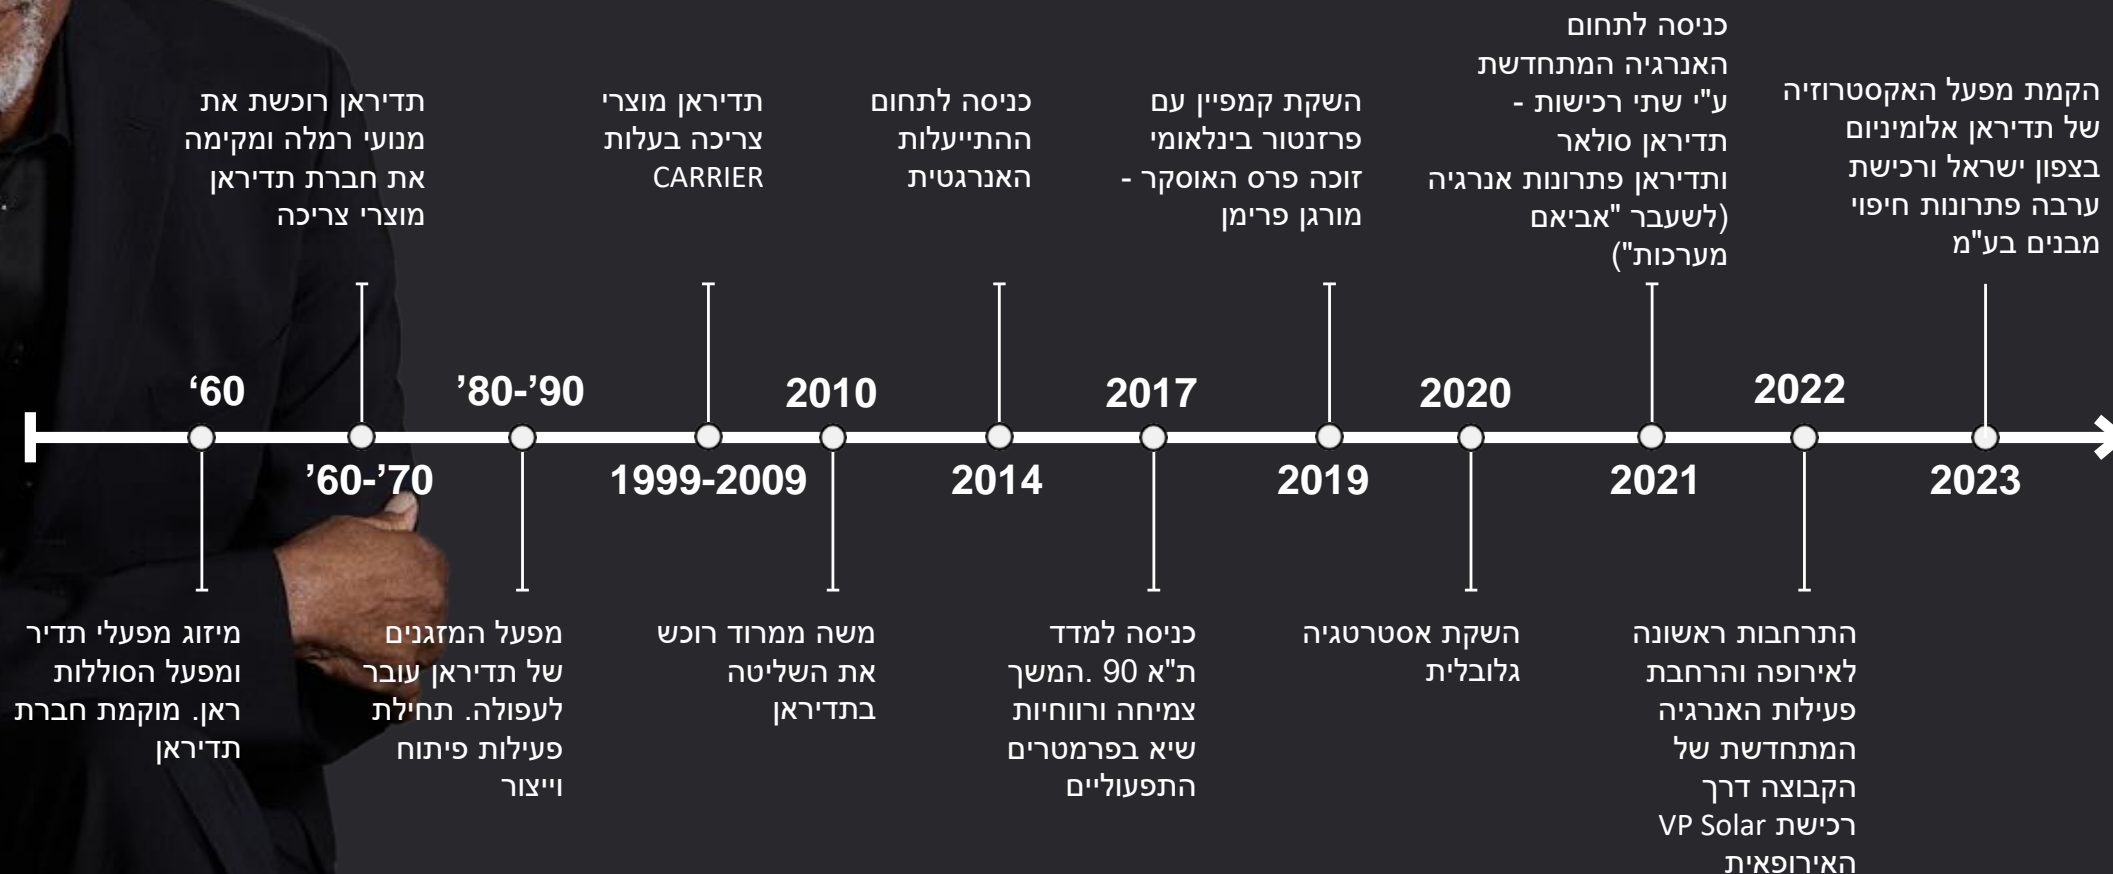 ‘60
מיזוג מפעלי תדיר
ומפעל הסוללות
ראן. מוקמת חברת
תדיראן
’60-’70
תדיראן רוכשת את
מנועי רמלה ומקימה
את חברת תדיראן
מוצרי צריכה
’80-’90
מפעל המזגנים
של תדיראן עובר
לעפולה. תחילת
פעילות פיתוח
וייצור
1999-2009
תדיראן מוצרי
צריכה בעלות
CARRIER
2010
משה ממרוד רוכש
את השליטה
בתדיראן
2014
כניסה לתחום
ההתייעלות
האנרגטית
2017
כניסה למדד
ת"א 90 .המשך
צמיחה ורווחיות
שיא בפרמטרים
התפעוליים
2019
השקת קמפיין עם
פרזנטור בינלאומי
זוכה פרס האוסקר -
מורגן פרימן
2020
השקת אסטרטגיה
גלובלית
2021
כניסה לתחום
האנרגיה המתחדשת
ע"י שתי רכישות -
תדיראן סולאר
ותדיראן פתרונות אנרגיה
(לשעבר "אביאם
מערכות")
2022
התרחבות ראשונה
לאירופה והרחבת
פעילות האנרגיה
המתחדשת של
הקבוצה דרך
רכישת VP Solar
האירופאית
2023
הקמת מפעל האקסטרוזיה
של תדיראן אלומיניום
בצפון ישראל ורכישת
ערבה פתרונות חיפוי
מבנים בע"מ